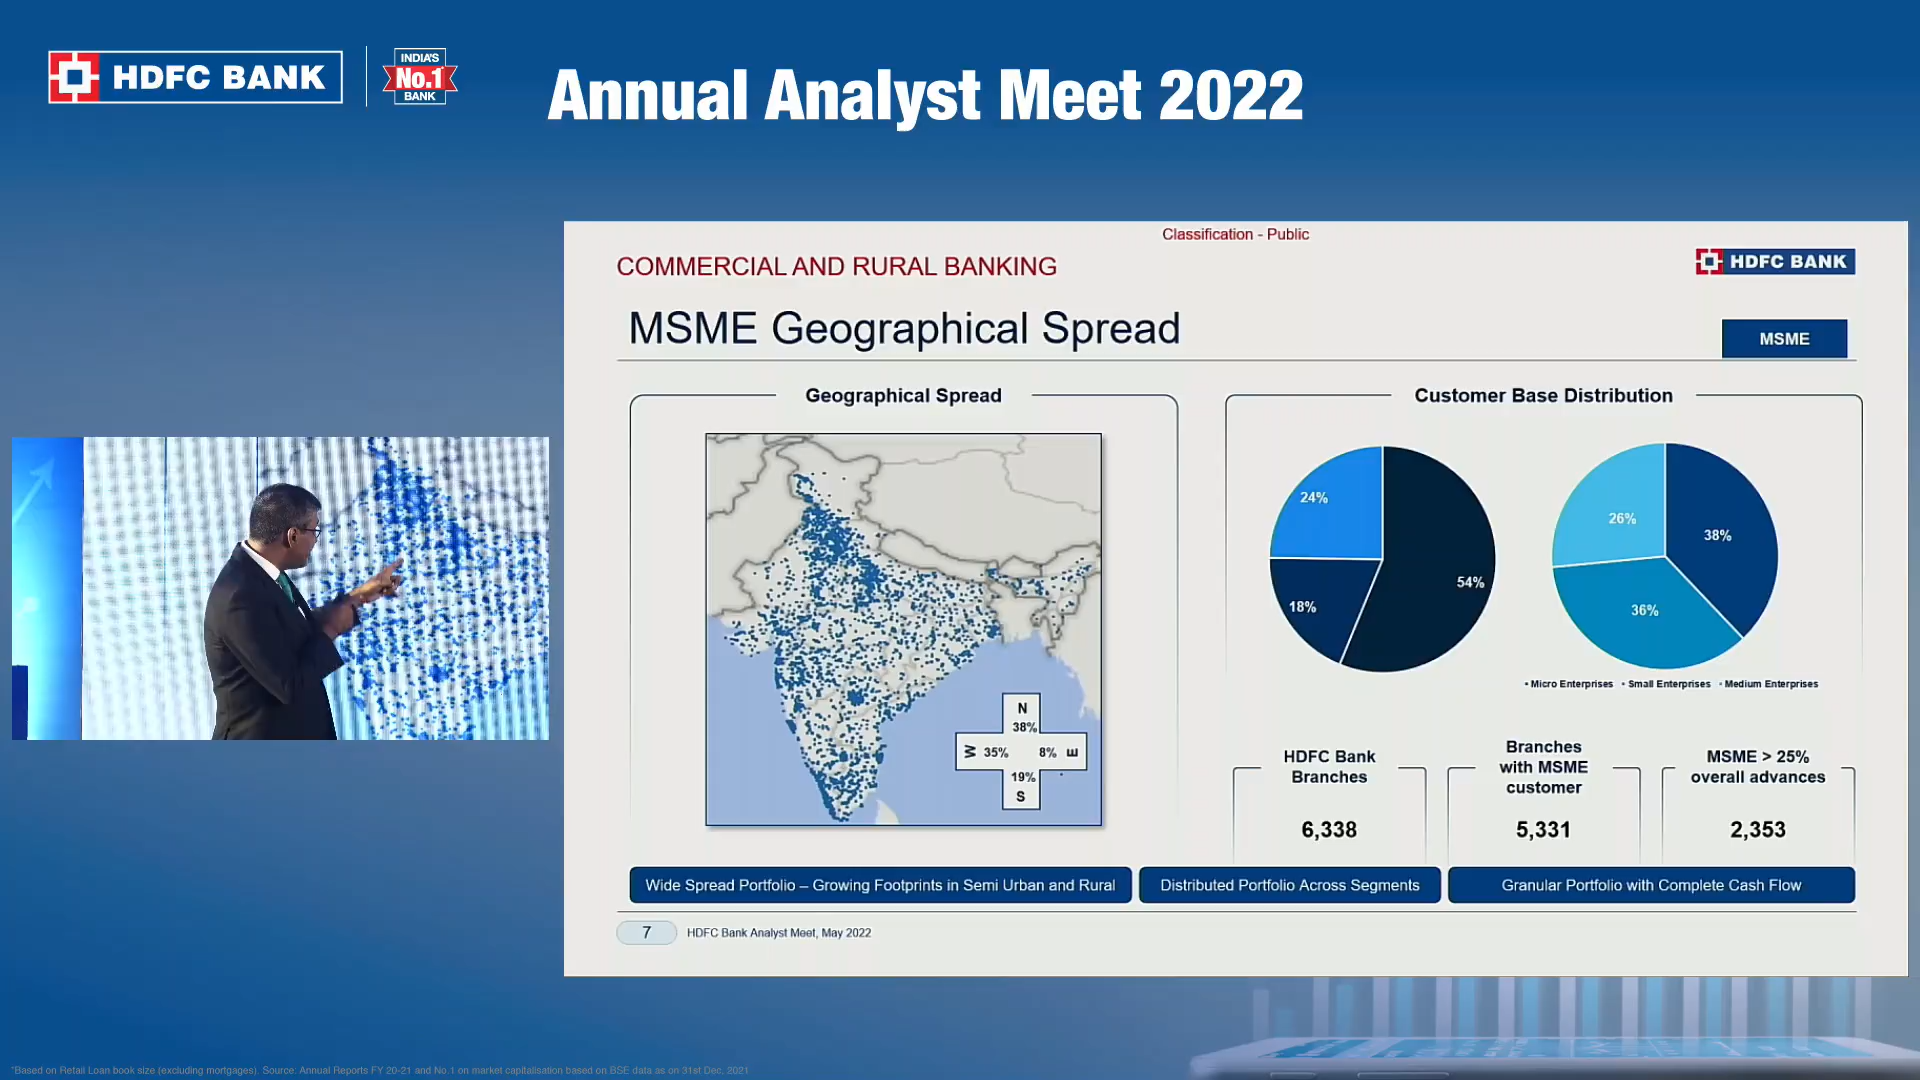 HDFC BANK
INDIA'S
No.1
BANK
Annual Analyst Meet 2022
Classification - Public
COMMERCIAL AND RURAL BANKING
HDFC BANK
MSME Geographical Spread
MSME
Geographical Spread
N
38%
W 35% 8% E
19%
S
Customer Base Distribution
24%
54%
18%
26%
38%
36%
• Micro Enterprises • Small Enterprises • Medium Enterprises
HDFC Bank
Branches
6,338
Branches
with MSME
customer
5,331
MSME > 25%
overall advances
2,353
Wide Spread Portfolio – Growing Footprints in Semi Urban and Rural
Distributed Portfolio Across Segments
Granular Portfolio with Complete Cash Flow
7
HDFC Bank Analyst Meet, May 2022
*Based on Retail Loan book size (excluding mortgages). Source: Annual Reports FY 20-21 and No.1 on market capitalisation based on BSE data as on 31st Dec, 2021